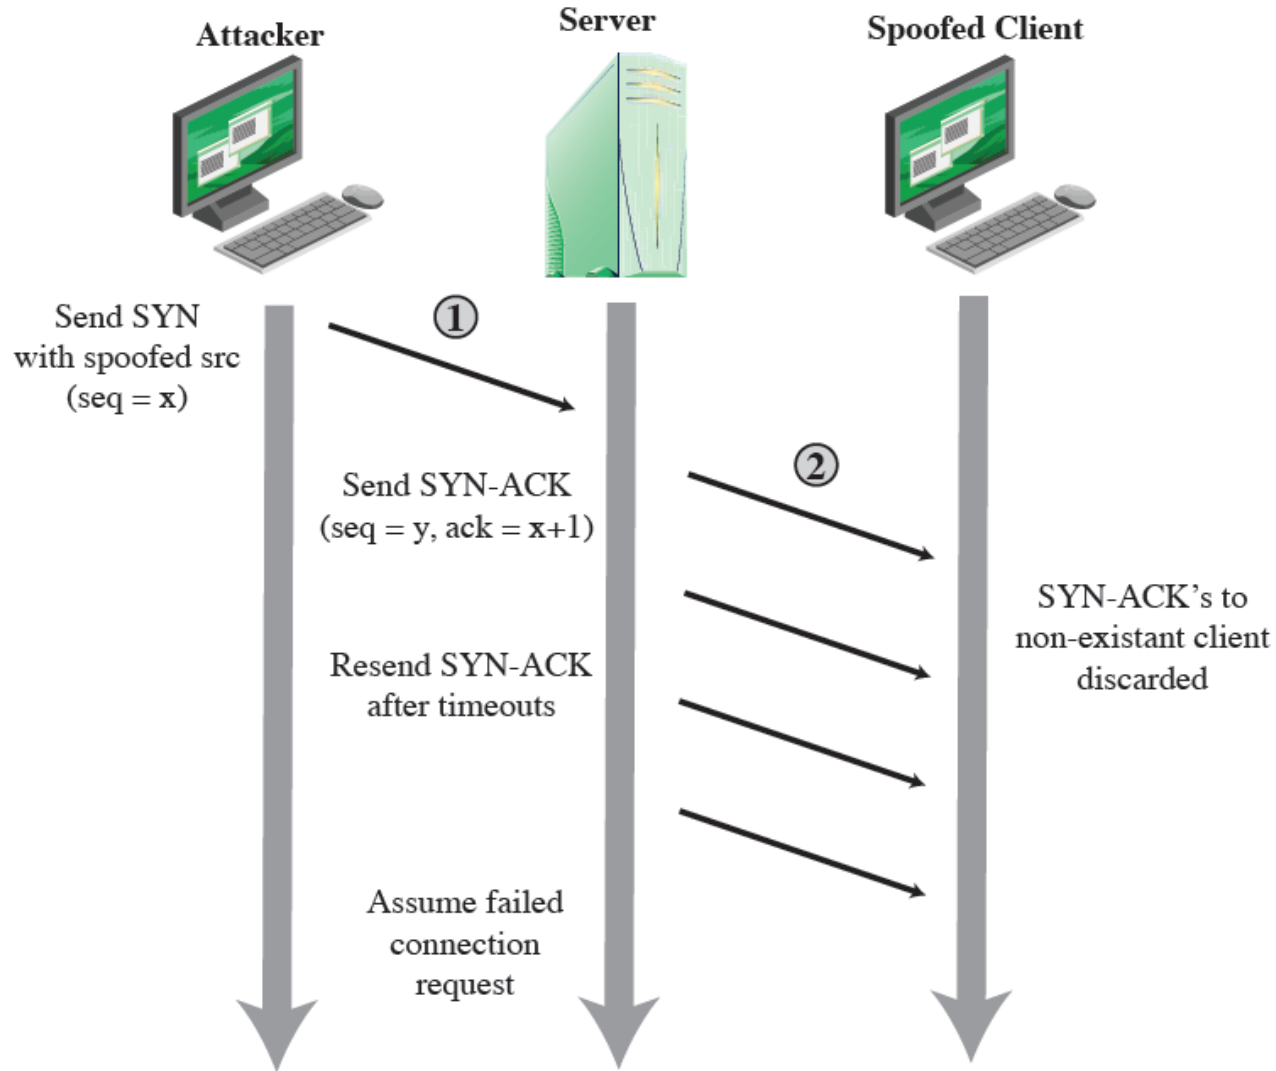 Attacker
Server
Spoofed Client
Send SYN
with spoofed src
(seq = x)
1
Send SYN-ACK
(seq = y, ack = x+1)
2
SYN-ACK’s to
non-existant client
discarded
Resend SYN-ACK
after timeouts
Assume failed
connection
request